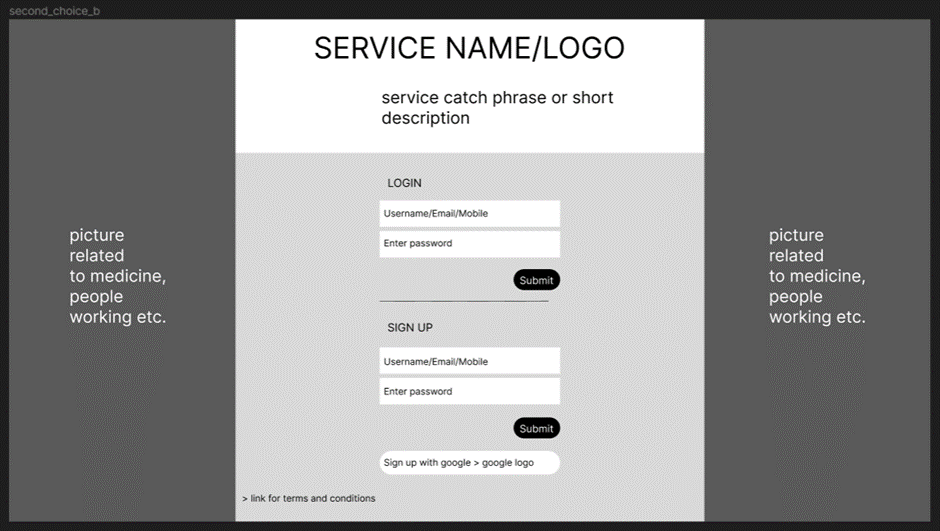 second_choice_b
SERVICE NAME/LOGO
service catch phrase or short
description
picture
related
to medicine,
people
working etc.
LOGIN
Username/Email/Mobile
Enter password
Submit
SIGN UP
Username/Email/Mobile
Enter password
Submit
Sign up with google > google logo
> link for terms and conditions
picture
related
to medicine,
people
working etc.